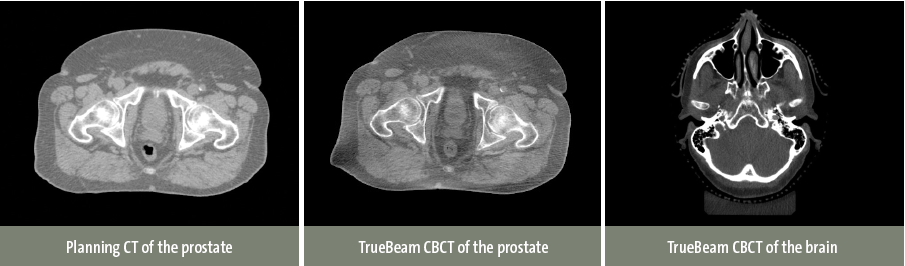 Planning CT of the prostate
TrueBeam CBCT of the prostate
TrueBeam CBCT of the brain